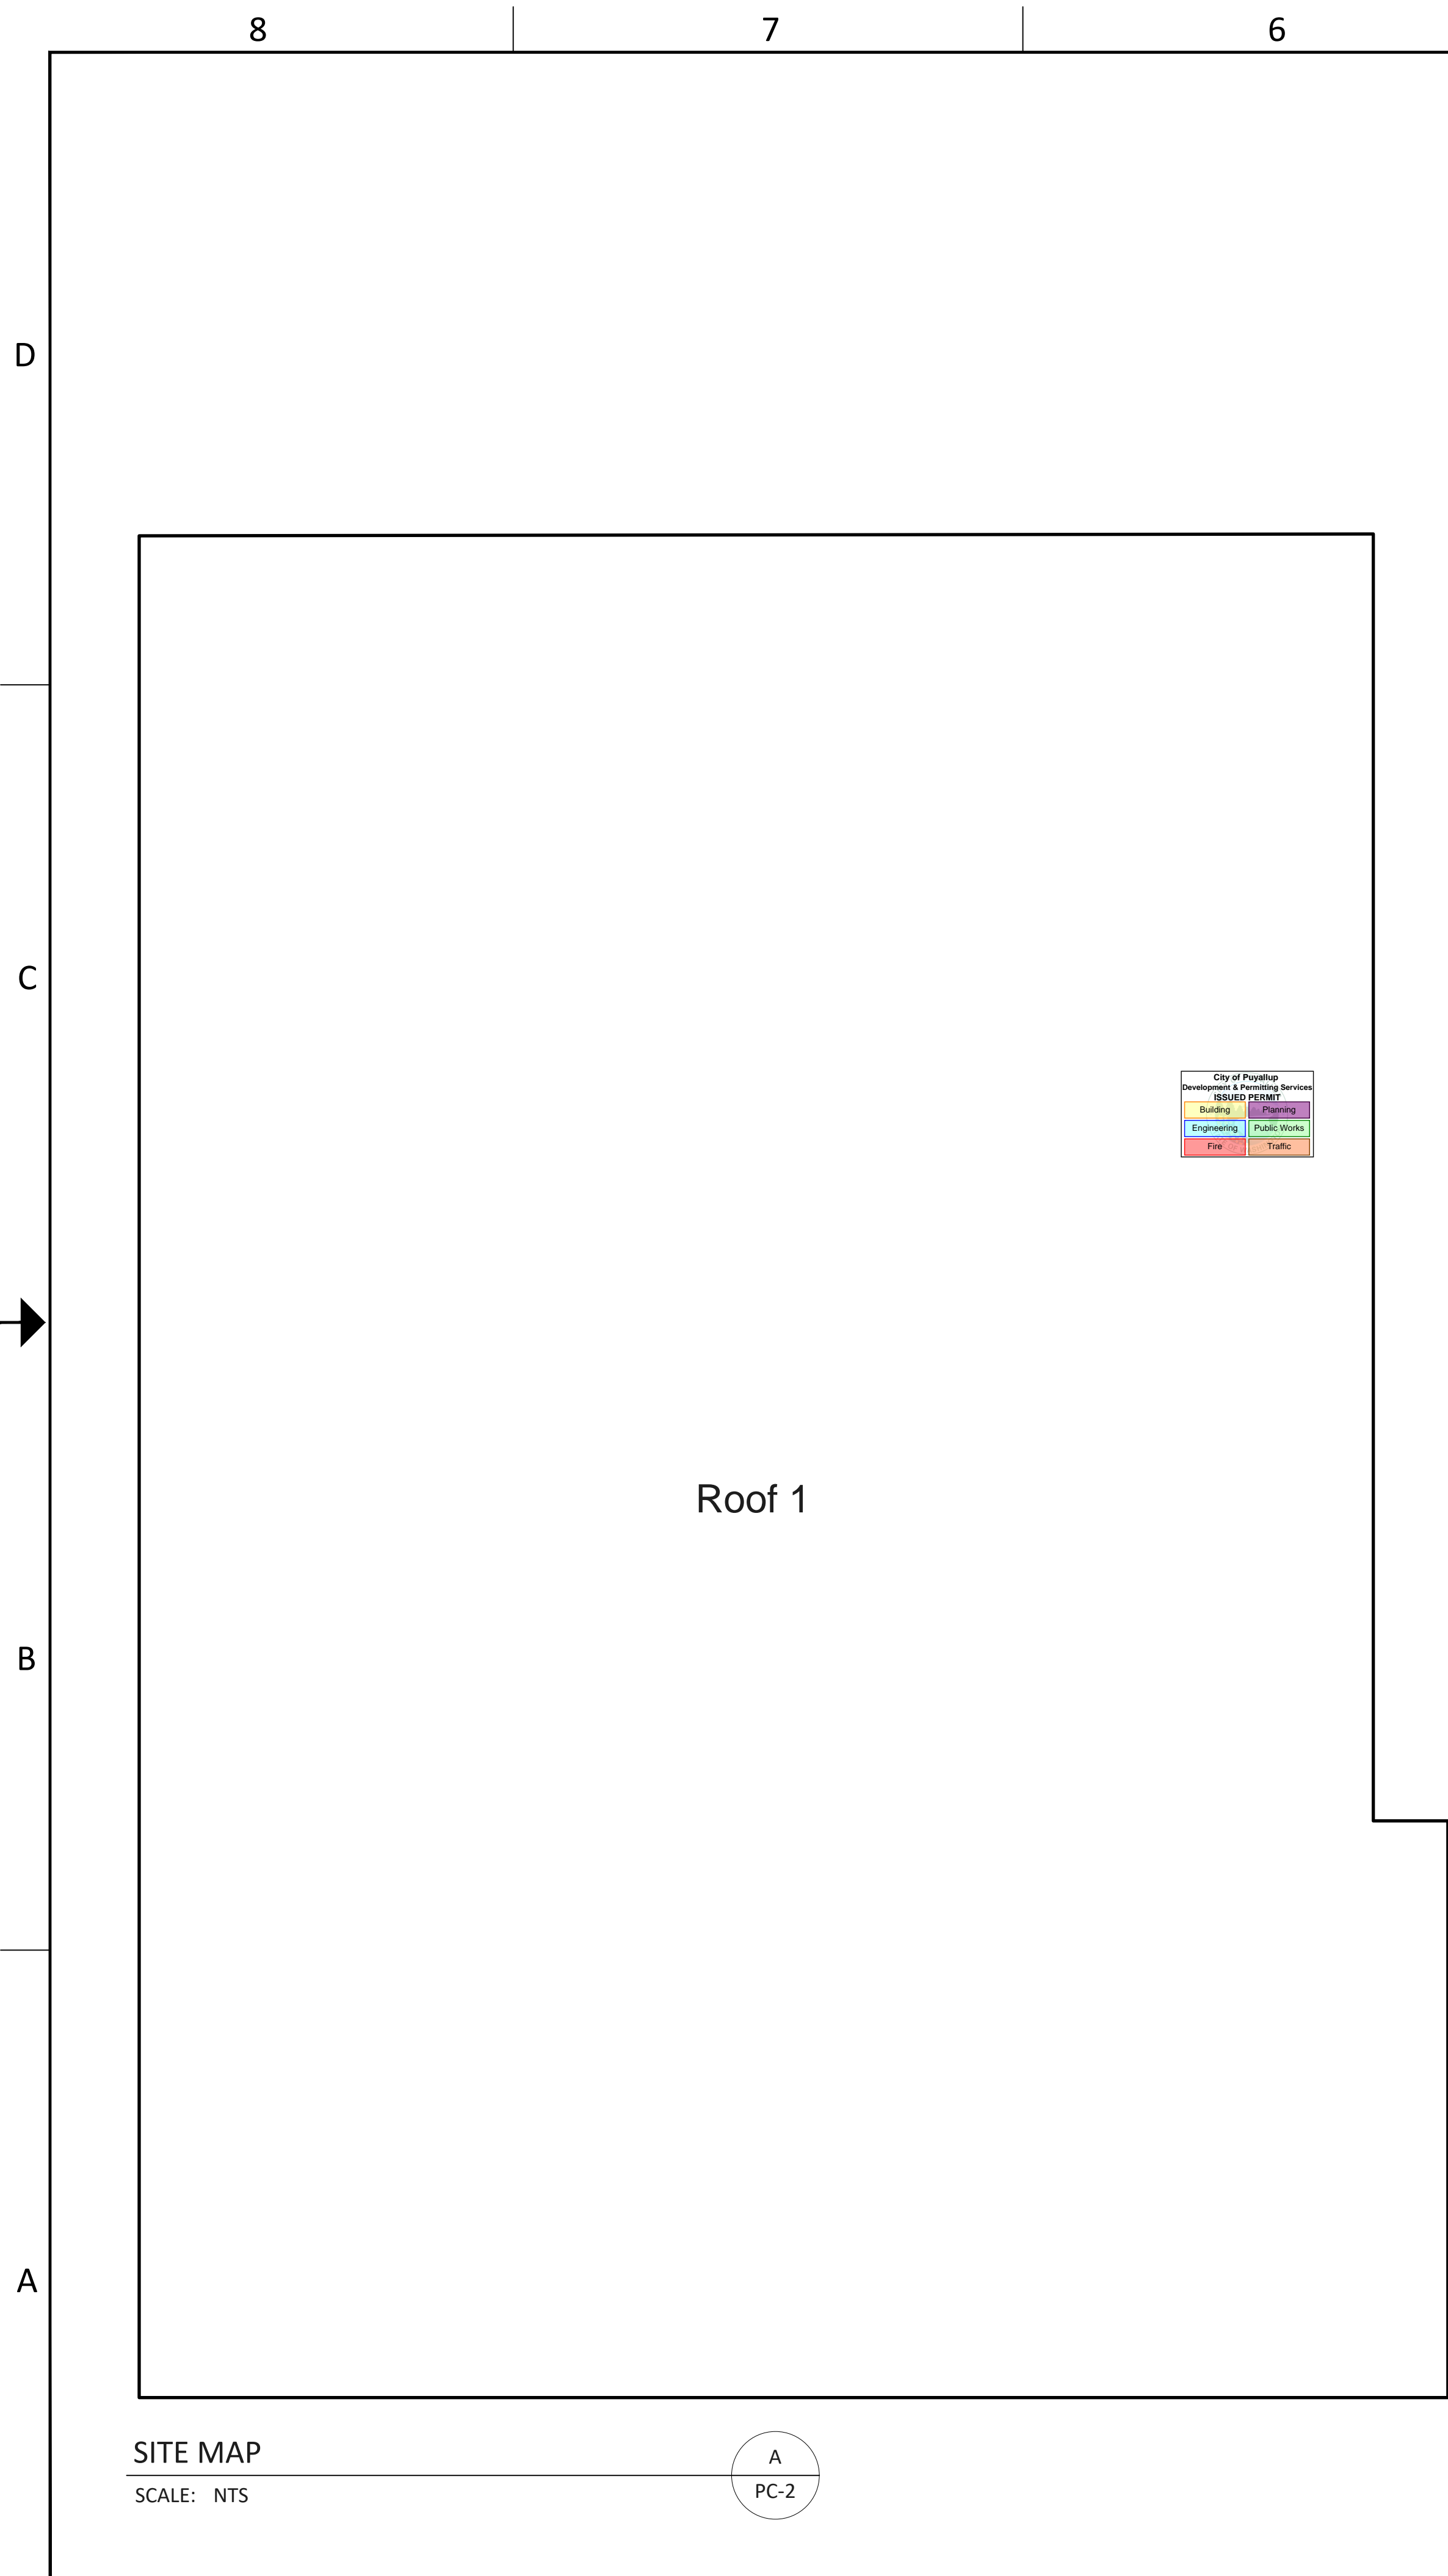 8 7 6
D
C
City of Puyallup
Development & Permitting Services
ISSUED PERMIT
Building Planning
Engineering Public Works
Fire Traffic
Roof 1
B
A
SITE MAP
SCALE: NTS
A
PC-2